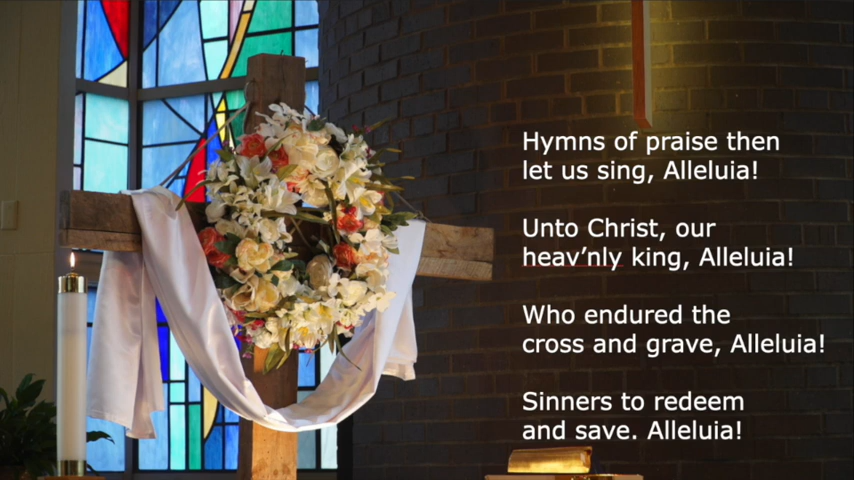 Hymns of praise then
let us sing, Alleluia!
Unto Christ, our
heav’nly king, Alleluia!
Who endured the
cross and grave, Alleluia!
Sinners to redeem
and save. Alleluia!